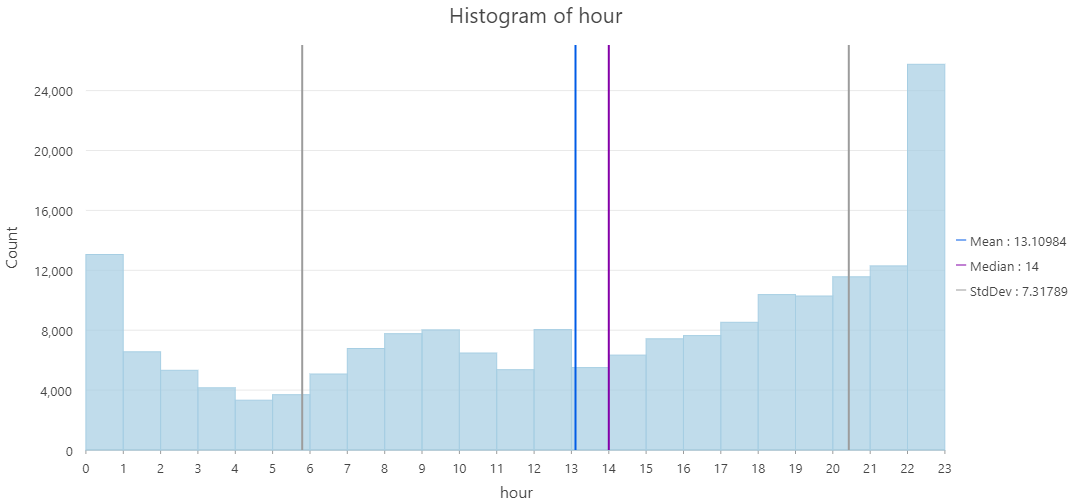 Histogram of hour
Count
24,000
20,000
16,000
12,000
8,000
4,000
0
0 1 2 3 4 5 6 7 8 9 10 11 12 13 14 15 16 17 18 19 20 21 22 23
hour
Mean : 13.10984
Median : 14
StdDev : 7.31789